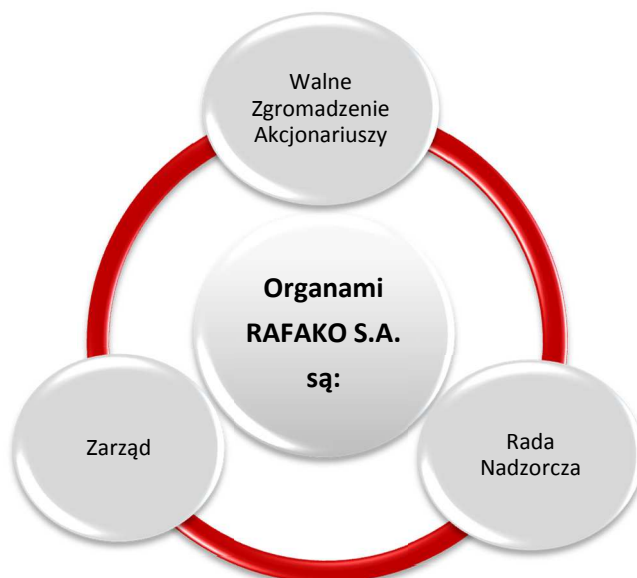 Walne
Zgromadzenie
Akcjonariuszy
Organami
RAFAKO S.A.
są:
Zarząd
Rada
Nadzorcza